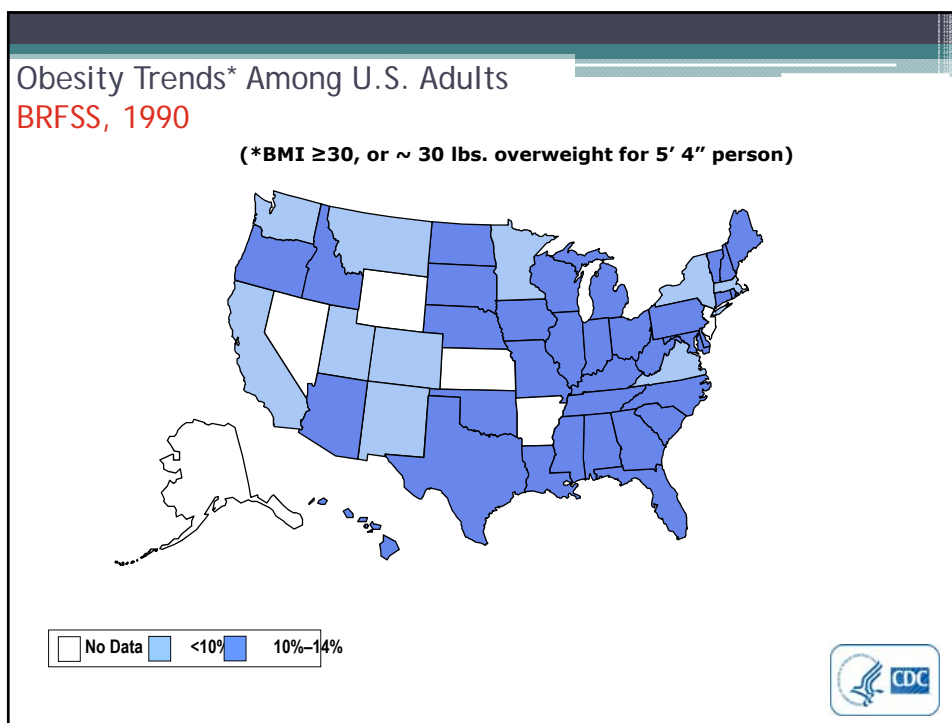 Obesity Trends* Among U.S. Adults
BRFSS, 1990
(*BMI ≥30, or ~ 30 lbs. overweight for 5’ 4” person)
No Data <10% 10%–14%
CDC